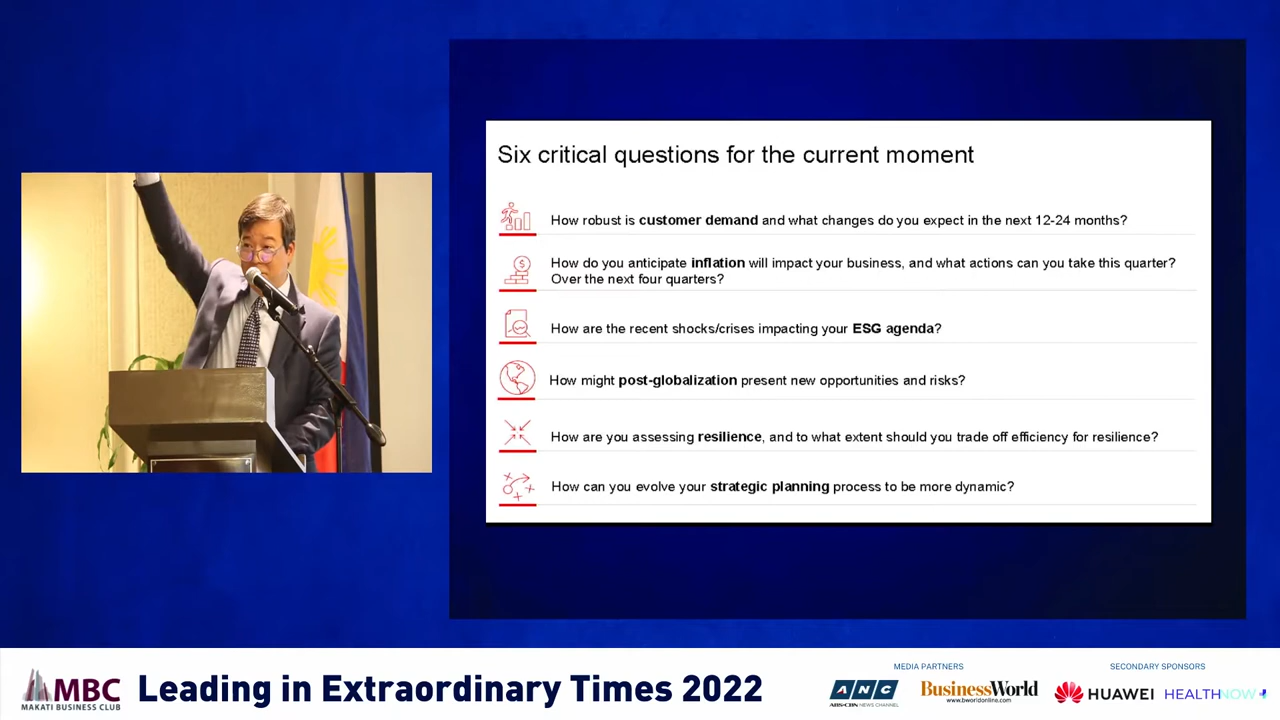 Six critical questions for the current moment
How robust is customer demand and what changes do you expect in the next 12-24 months?
How do you anticipate inflation will impact your business, and what actions can you take this quarter?
Over the next four quarters?
How are the recent shocks/crises impacting your ESG agenda?
How might post-globalization present new opportunities and risks?
How are you assessing resilience, and to what extent should you trade off efficiency for resilience?
How can you evolve your strategic planning process to be more dynamic?
MBC
MAKATI BUSINESS CLUB
Leading in Extraordinary Times 2022
MEDIA PARTNERS
ANC
ABS-CBN NEWS CHANNEL
BusinessWorld
www.bworldonline.com
SECONDARY SPONSORS
HUAWEI
HEALTHNOW